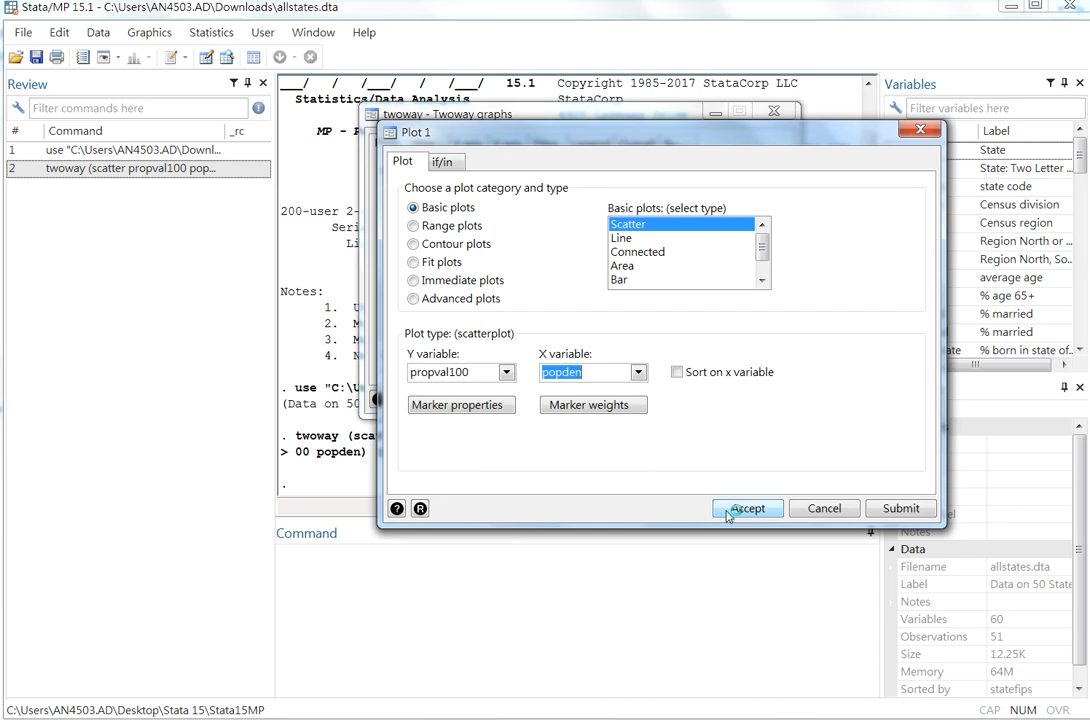 Stata/MP 15.1 - C:\Users\AN4503.AD\Downloads\allstates.dta
File Edit Data Graphics Statistics User Window Help
Review
Filter commands here
# Command _rc
1 use "C:\Users\AN4503.AD\Downl...
2 twoway (scatter propval100 pop...
___/ / /___/ / /___/ 15.1 Copyright 1985-2017 StataCorp LLC
Statistics/Data Analysis StataCorp
MP - P
200-user 2-
Seri
Li
Notes:
1. U
2. M
3. M
4. N
. use "C:\U
(Data on 50
. twoway (sca
> 00 popden)
.
twoway - Twoway graphs
Plot 1
Plot if/in
Choose a plot category and type
Basic plots
Range plots
Contour plots
Fit plots
Immediate plots
Advanced plots
Basic plots: (select type)
Scatter
Line
Connected
Area
Bar
Plot type: (scatterplot)
Y variable: X variable:
propval100 popden Sort on x variable
Marker properties Marker weights
? R Accept Cancel Submit
Command
Variables
Filter variables here
Label
State
State: Two Letter ...
state code
Census division
Census region
Region North or ...
Region North, So...
average age
% age 65+
% married
% married
ate % born in state of...
Notes
Data
Filename allstates.dta
Label Data on 50 State
Notes
Variables 60
Observations 51
Size 12.25K
Memory 64M
Sorted by statefips
C:\Users\AN4503.AD\Desktop\Stata 15\Stata15MP
CAP NUM OVR